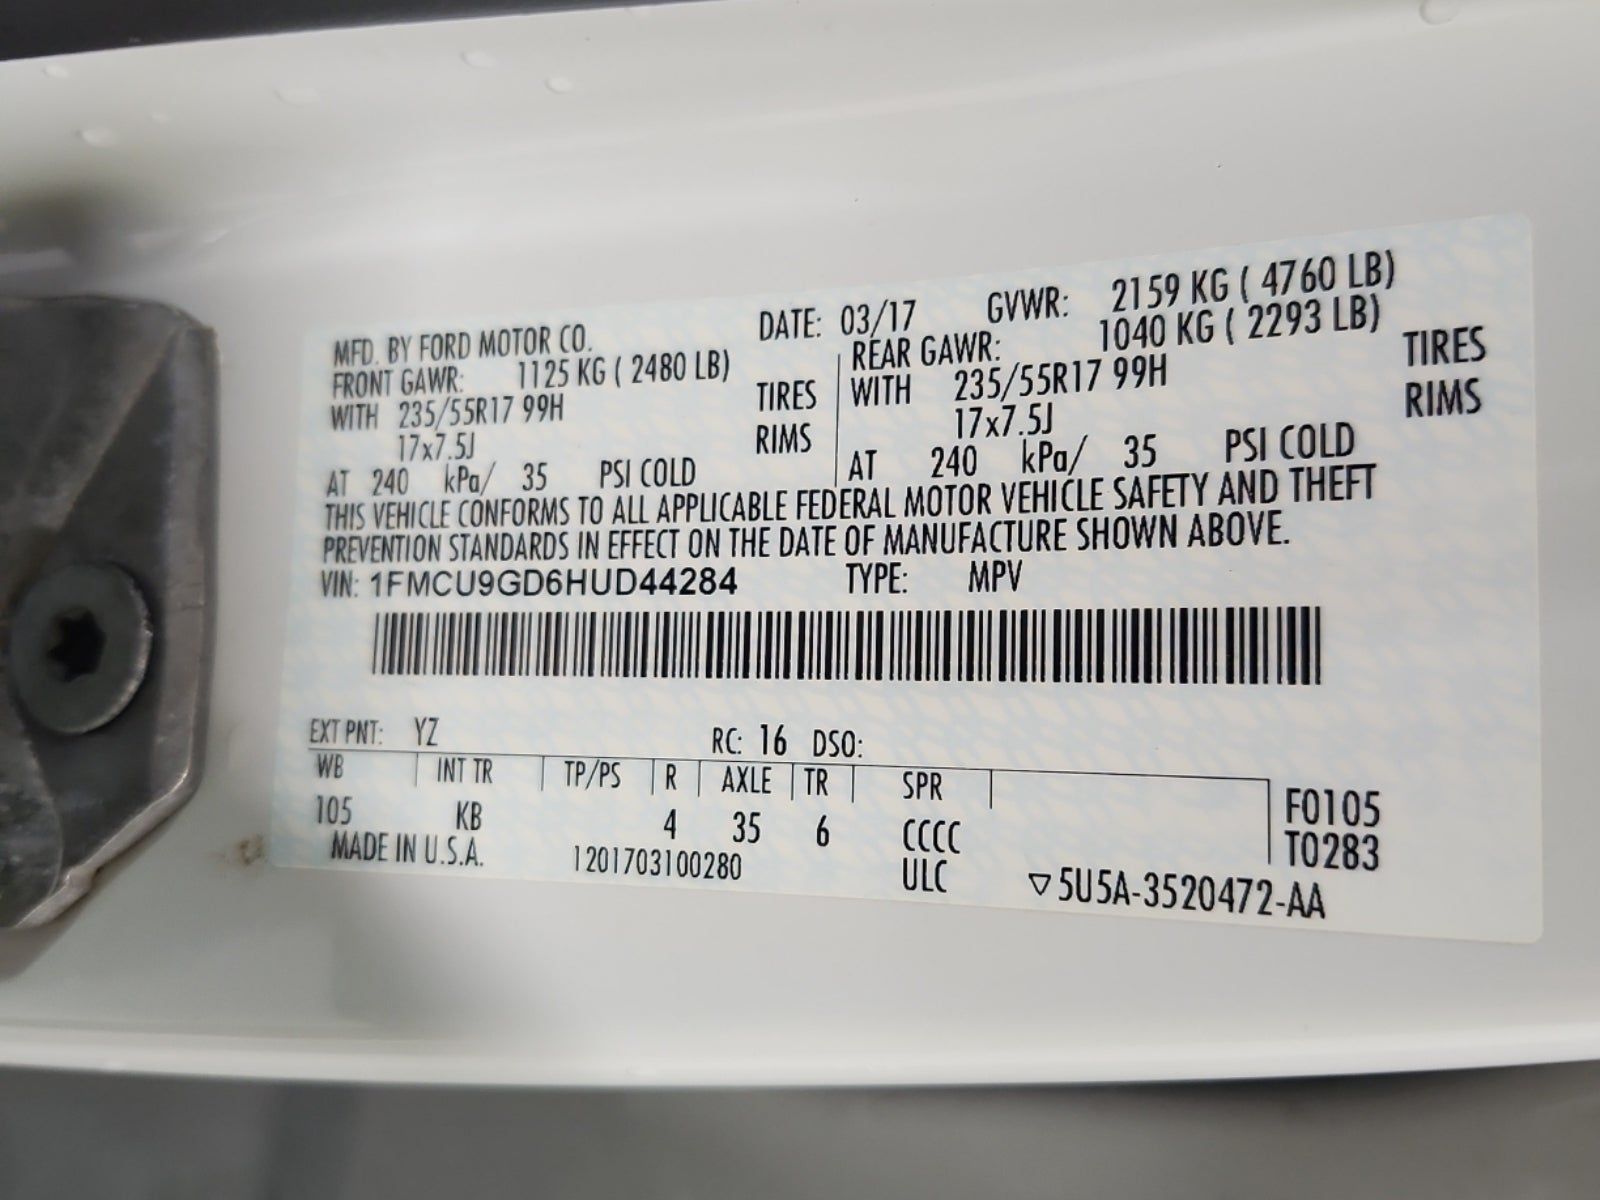 MFD. BY FORD MOTOR CO. DATE: 03/17 GVWR: 2159 KG ( 4760 LB)
FRONT GAWR: 1125 KG ( 2480 LB) REAR GAWR: 1040 KG ( 2293 LB)
WITH 235/55R17 99H TIRES WITH 235/55R17 99H TIRES
17x7.5J RIMS 17x7.5J RIMS
AT 240 kPa/ 35 PSI COLD AT 240 kPa/ 35 PSI COLD
THIS VEHICLE CONFORMS TO ALL APPLICABLE FEDERAL MOTOR VEHICLE SAFETY AND THEFT
PREVENTION STANDARDS IN EFFECT ON THE DATE OF MANUFACTURE SHOWN ABOVE.
VIN: 1FMCU9GD6HUD44284 TYPE: MPV
EXT PNT: YZ RC: 16 DSO:
WB INT TR TP/PS R AXLE TR SPR F0105
105 KB 4 35 6 CCCC T0283
MADE IN U.S.A. 1201703100280 ULC ▽5U5A-3520472-AA